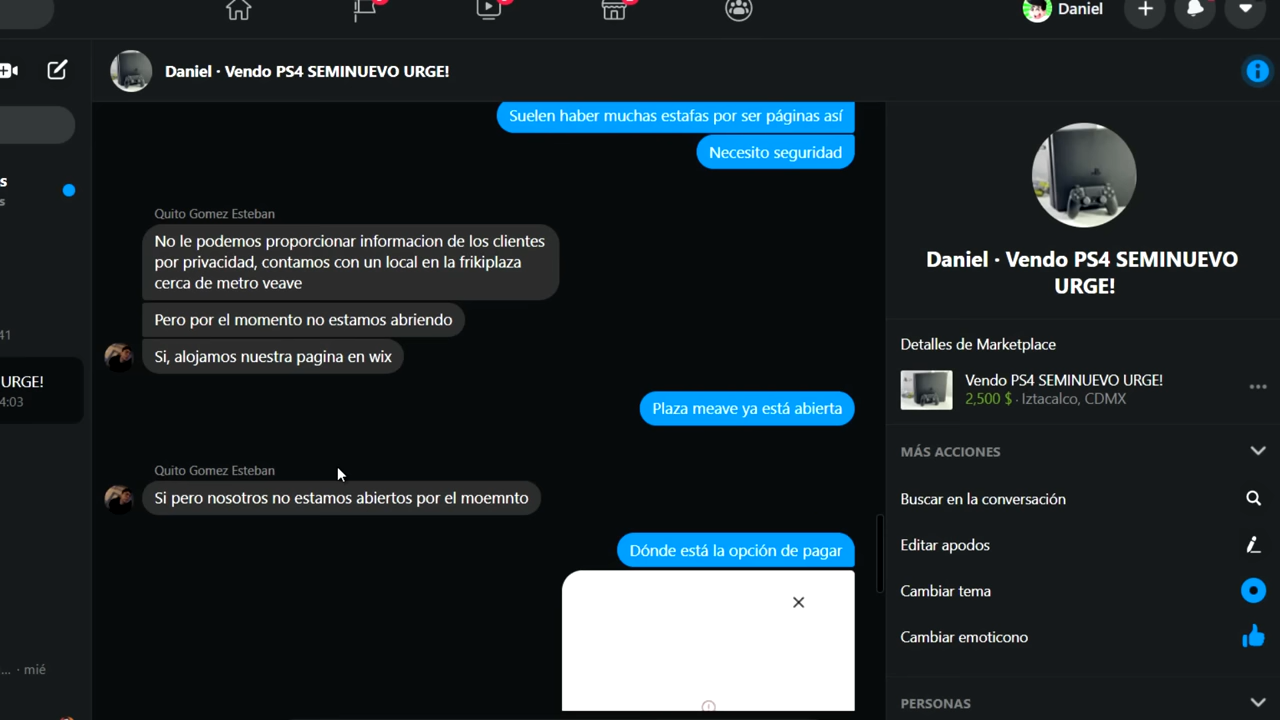 Daniel
Daniel · Vendo PS4 SEMINUEVO URGE!
Suelen haber muchas estafas por ser páginas así
Necesito seguridad
Quito Gomez Esteban
No le podemos proporcionar informacion de los clientes
por privacidad, contamos con un local en la frikiplaza
cerca de metro veave
Pero por el momento no estamos abriendo
Si, alojamos nuestra pagina en wix
Plaza meave ya está abierta
Quito Gomez Esteban
Si pero nosotros no estamos abiertos por el moemnto
Dónde está la opción de pagar
s
s
41
URGE!
4:03
... · mié
Daniel · Vendo PS4 SEMINUEVO
URGE!
Detalles de Marketplace
Vendo PS4 SEMINUEVO URGE!
2,500 $ · Iztacalco, CDMX
MÁS ACCIONES
Buscar en la conversación
Editar apodos
Cambiar tema
Cambiar emoticono
PERSONAS